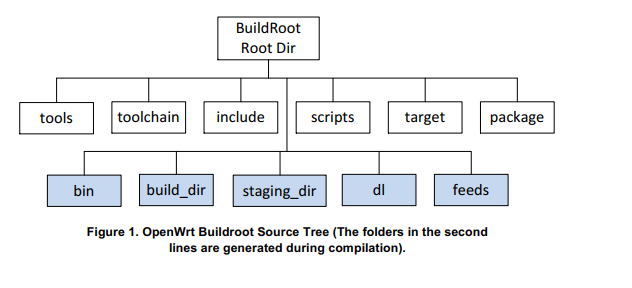 BuildRoot
Root Dir
tools toolchain include scripts target package
bin build_dir staging_dir dl feeds
Figure 1. OpenWrt Buildroot Source Tree (The folders in the second
lines are generated during compilation).